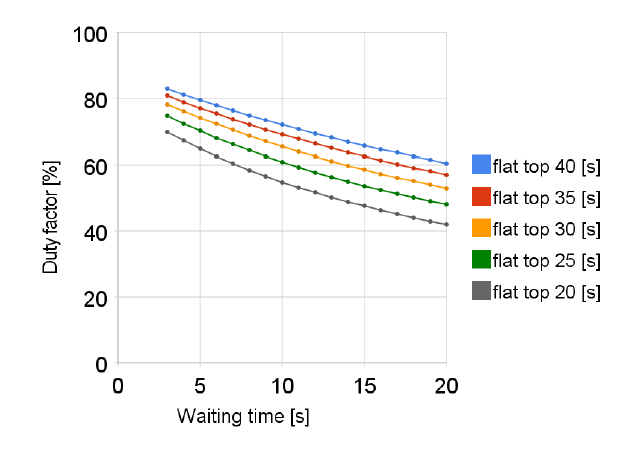 100
80
60
40
20
0
0 5 10 15 20
Duty factor [%]
Waiting time [s]
flat top 40 [s]
flat top 35 [s]
flat top 30 [s]
flat top 25 [s]
flat top 20 [s]